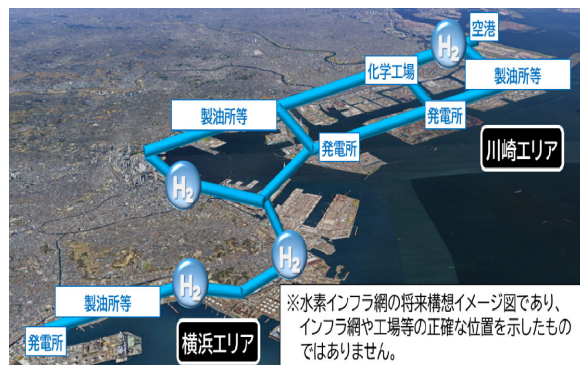 空港
H₂
化学工場
製油所等
製油所等
発電所
発電所
川崎エリア
H₂
H₂
H₂
製油所等
発電所
横浜エリア
※水素インフラ網の将来構想イメージ図であり、
インフラ網や工場等の正確な位置を示したもの
ではありません。